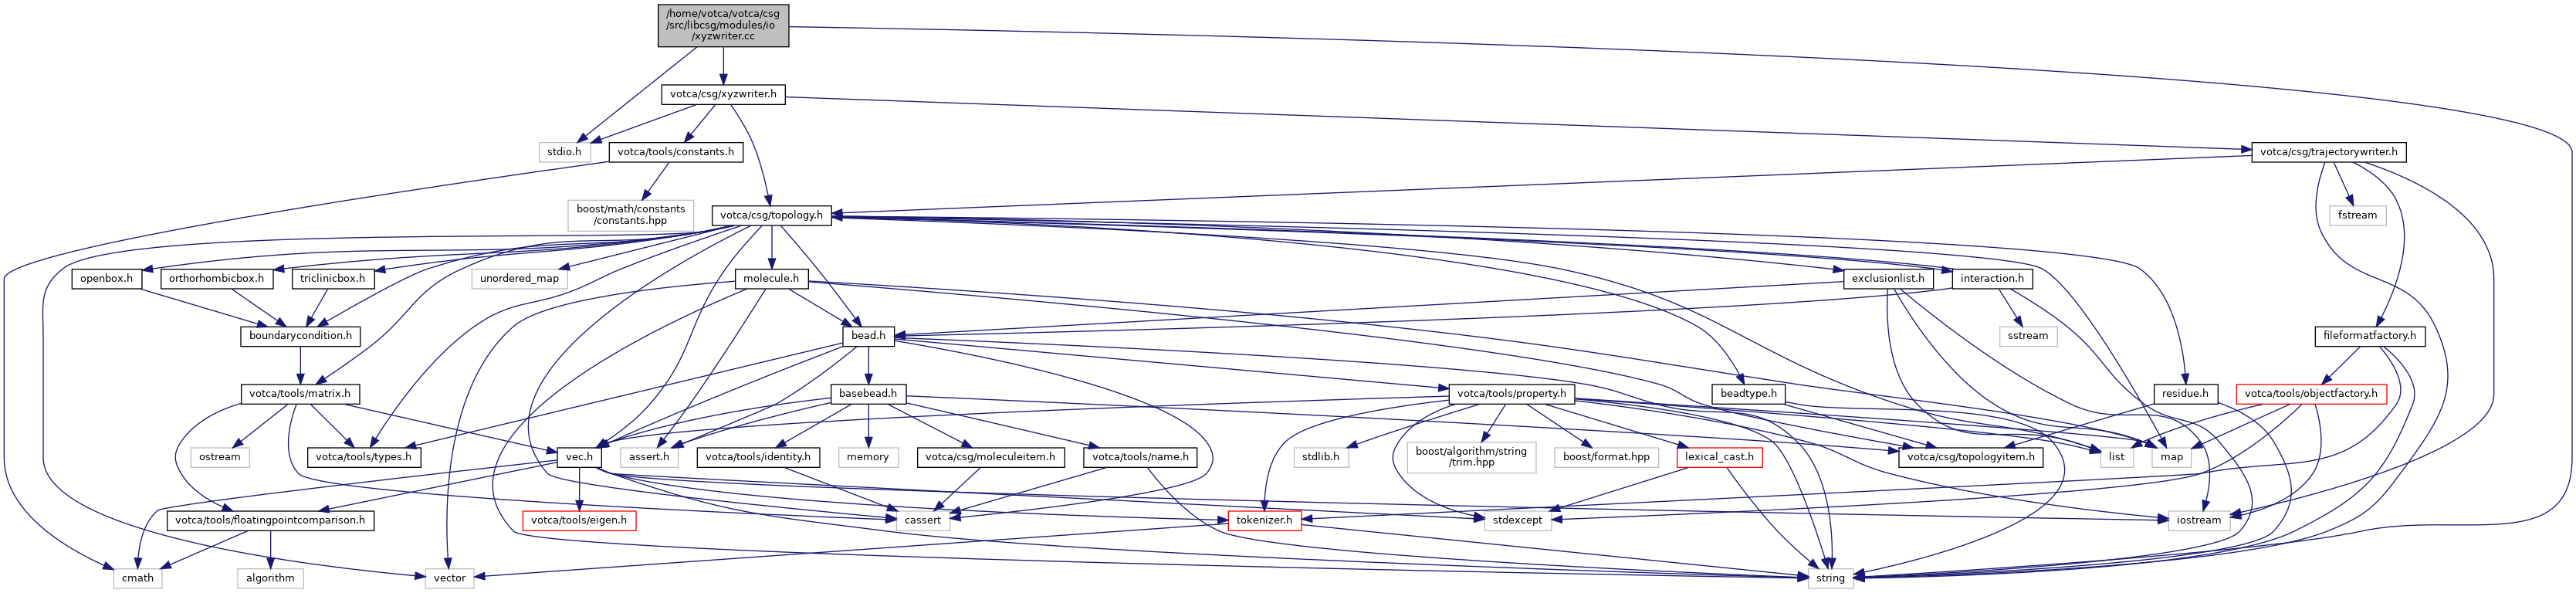 /home/votca/votca/csg
/src/libcsg/modules/io
/xyzwriter.cc
votca/csg/xyzwriter.h
stdio.h
votca/tools/constants.h
votca/csg/trajectorywriter.h
boost/math/constants
/constants.hpp
votca/csg/topology.h
fstream
openbox.h
orthorhombicbox.h
triclinicbox.h
unordered_map
molecule.h
exclusionlist.h
interaction.h
boundarycondition.h
bead.h
sstream
fileformatfactory.h
votca/tools/matrix.h
basebead.h
votca/tools/property.h
beadtype.h
residue.h
votca/tools/objectfactory.h
ostream
votca/tools/types.h
vec.h
assert.h
votca/tools/identity.h
memory
votca/csg/moleculeitem.h
votca/tools/name.h
stdlib.h
boost/algorithm/string
/trim.hpp
boost/format.hpp
lexical_cast.h
votca/csg/topologyitem.h
list
map
votca/tools/floatingpointcomparison.h
votca/tools/eigen.h
cassert
tokenizer.h
stdexcept
iostream
cmath
algorithm
vector
string